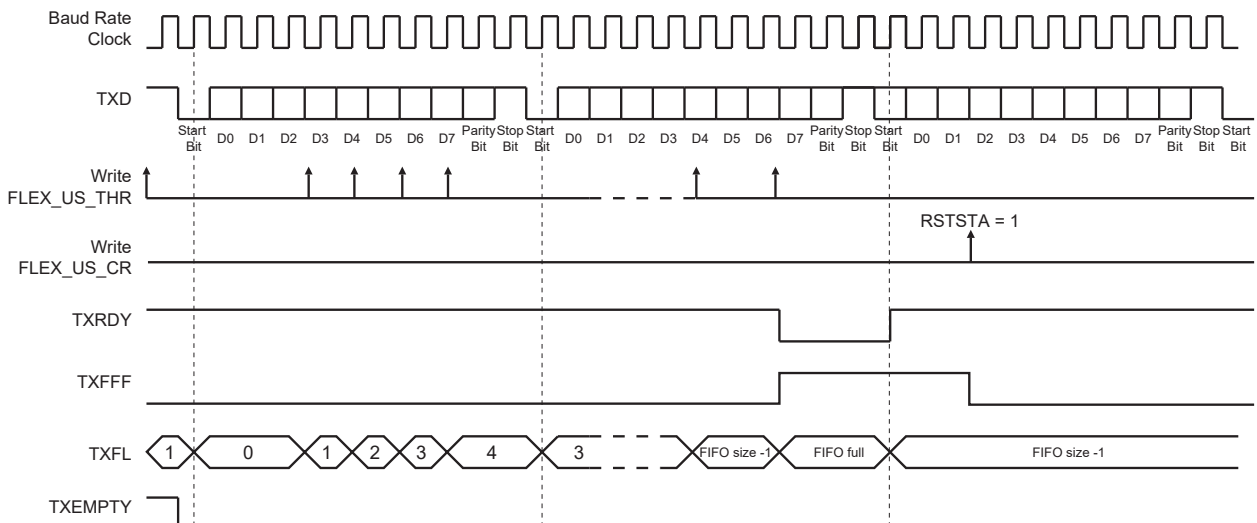 Baud Rate
Clock
TXD
Start
Bit
D0 D1 D2 D3 D4 D5 D6 D7
Parity
Bit
Stop
Bit
Start
Bit
D0 D1 D2 D3 D4 D5 D6 D7
Parity
Bit
Stop
Bit
Start
Bit
D0 D1 D2 D3 D4 D5 D6 D7
Parity
Bit
Stop
Bit
Start
Bit
Write
FLEX_US_THR
RSTSTA = 1
Write
FLEX_US_CR
TXRDY
TXFFF
TXFL 1 0 1 2 3 4 3 FIFO size -1 FIFO full FIFO size -1
TXEMPTY